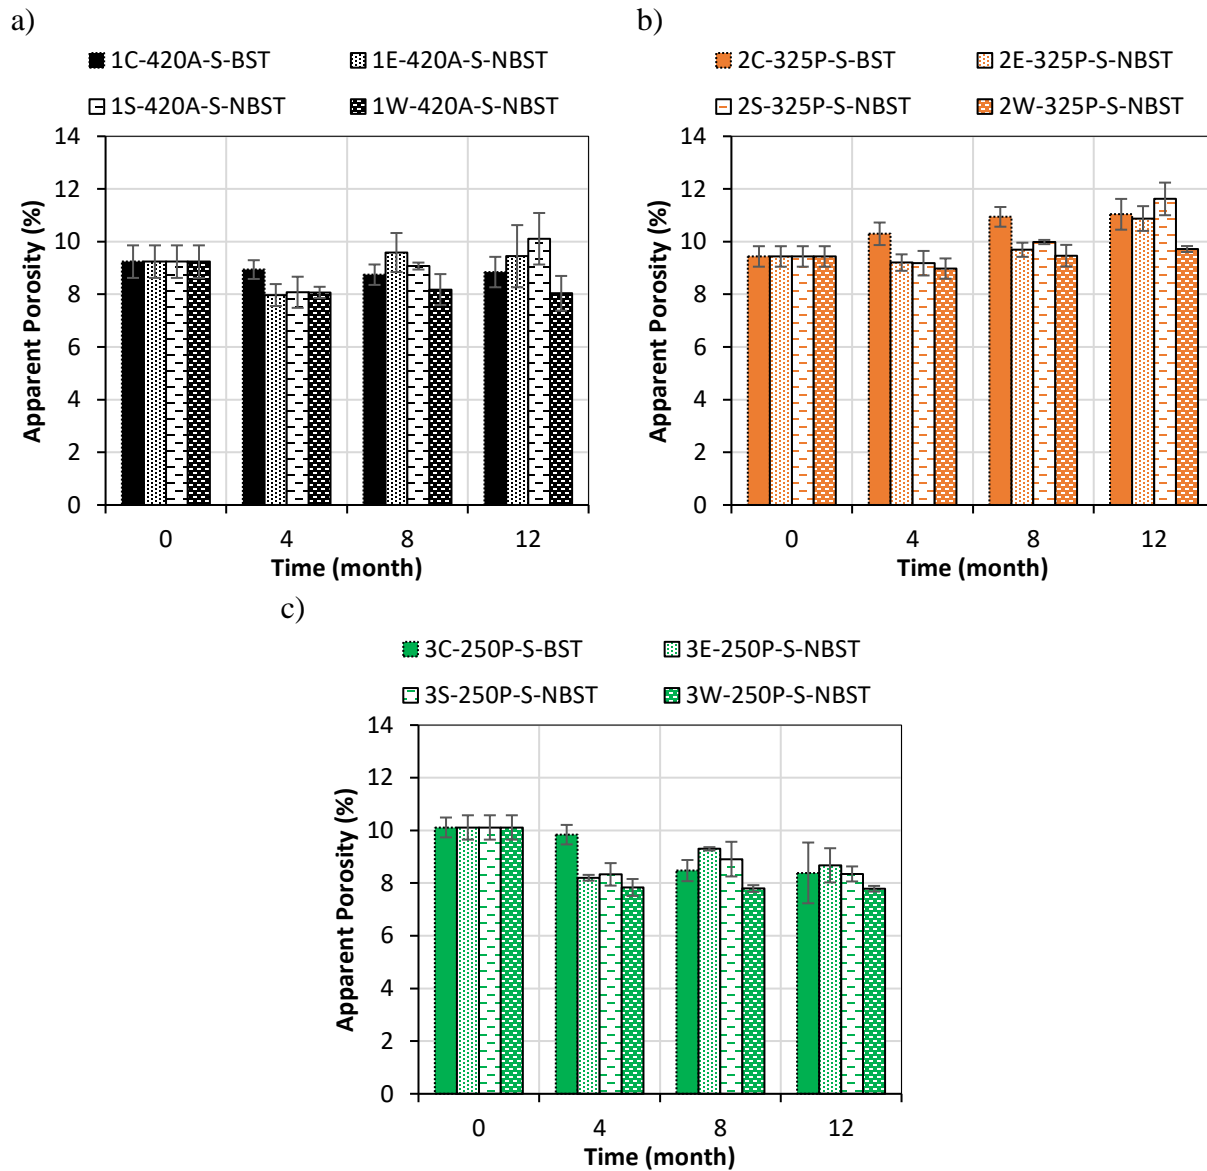 a)
1C-420A-S-BST 1E-420A-S-NBST
1S-420A-S-NBST 1W-420A-S-NBST
14
12
10
8
6
4
2
0
0 4 8 12
Apparent Porosity (%)
Time (month)
b)
2C-325P-S-BST 2E-325P-S-NBST
2S-325P-S-NBST 2W-325P-S-NBST
14
12
10
8
6
4
2
0
0 4 8 12
Apparent Porosity (%)
Time (month)
c)
3C-250P-S-BST 3E-250P-S-NBST
3S-250P-S-NBST 3W-250P-S-NBST
14
12
10
8
6
4
2
0
0 4 8 12
Apparent Porosity (%)
Time (month)